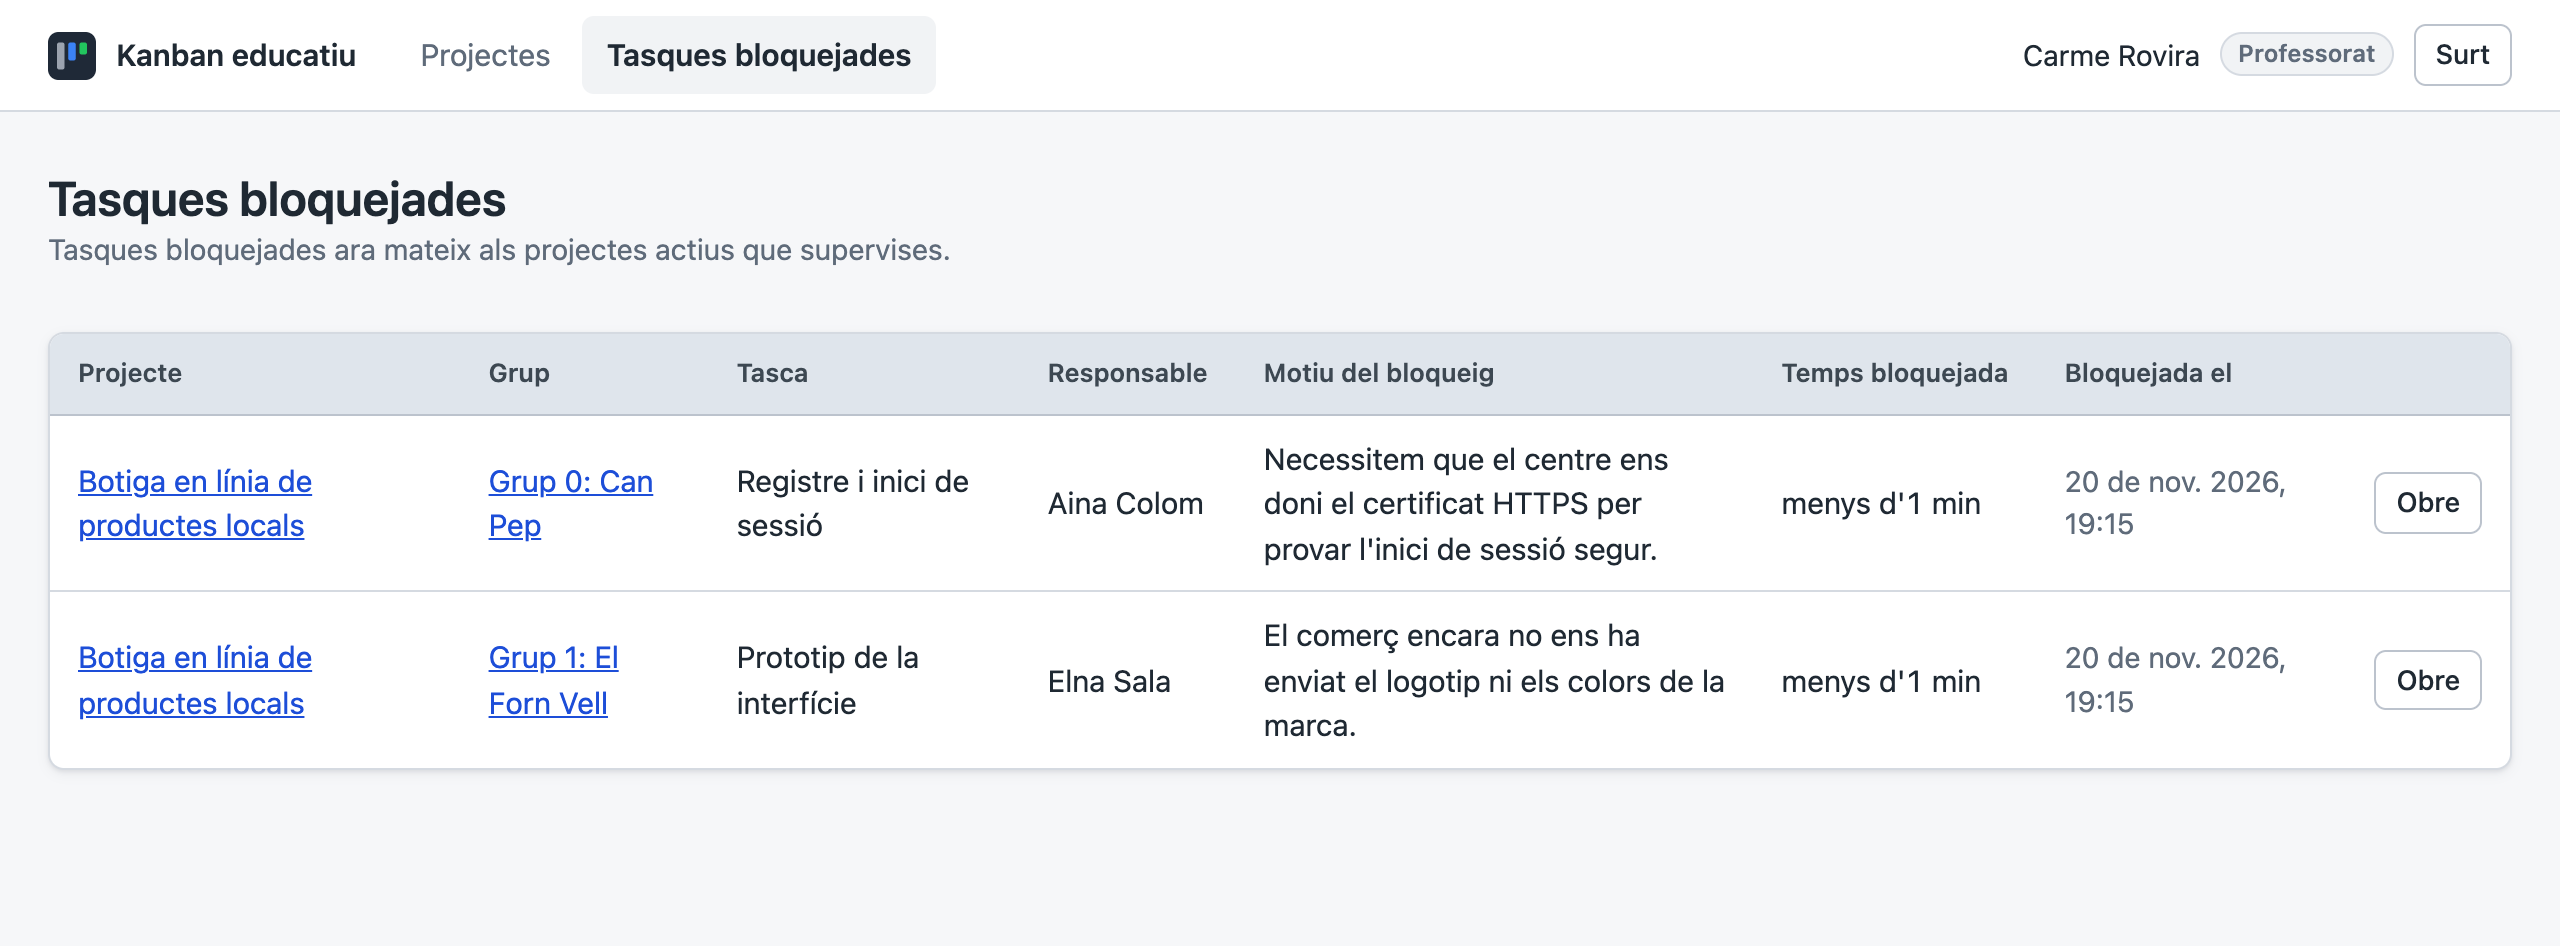 Kanban educatiu
Projectes
Tasques bloquejades
Carme Rovira
Professorat
Surt
Tasques bloquejades
Tasques bloquejades ara mateix als projectes actius que supervises.
Projecte
Grup
Tasca
Responsable
Motiu del bloqueig
Temps bloquejada
Bloquejada el
Botiga en línia de
productes locals
Grup 0: Can
Pep
Registre i inici de
sessió
Aina Colom
Necessitem que el centre ens
doni el certificat HTTPS per
provar l'inici de sessió segur.
menys d'1 min
20 de nov. 2026,
19:15
Obre
Botiga en línia de
productes locals
Grup 1: El
Forn Vell
Prototip de la
interfície
Elna Sala
El comerç encara no ens ha
enviat el logotip ni els colors de la
marca.
menys d'1 min
20 de nov. 2026,
19:15
Obre